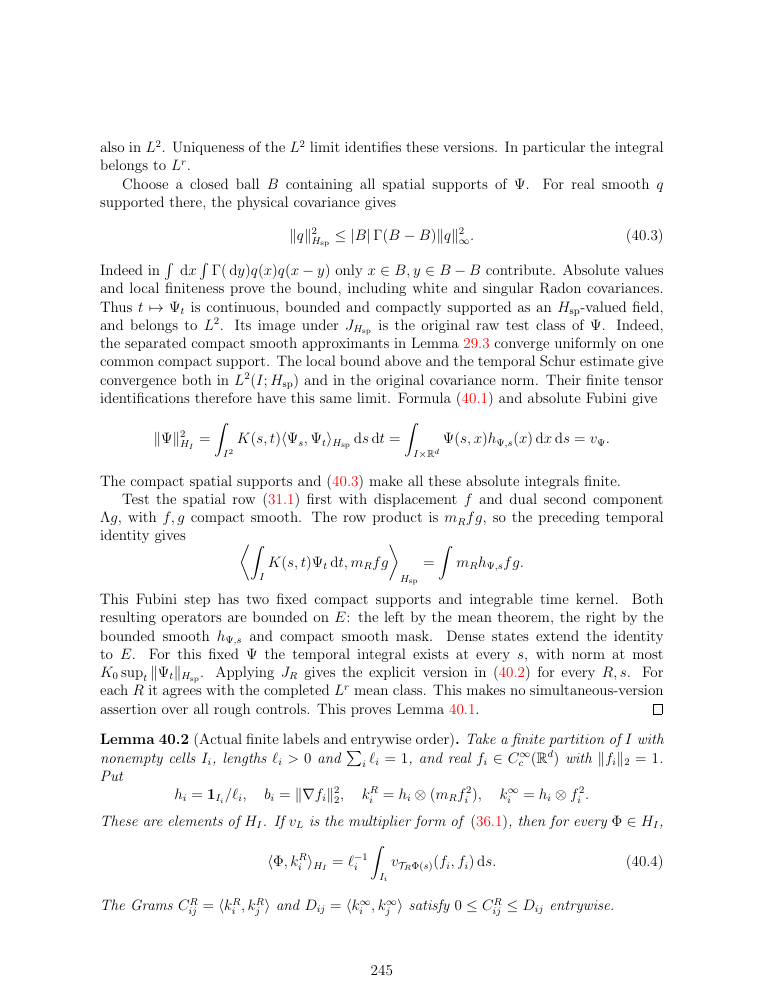 also in L². Uniqueness of the L² limit identifies these versions. In particular the integral
belongs to Lʳ.
Choose a closed ball B containing all spatial supports of Ψ. For real smooth q
supported there, the physical covariance gives
‖q‖²_{H_sp} ≤ |B| Γ(B − B)‖q‖²_∞. (40.3)
Indeed in ∫ dx ∫ Γ( dy)q(x)q(x − y) only x ∈ B, y ∈ B − B contribute. Absolute values
and local finiteness prove the bound, including white and singular Radon covariances.
Thus t ↦ Ψ_t is continuous, bounded and compactly supported as an H_sp-valued field,
and belongs to L². Its image under J_{H_sp} is the original raw test class of Ψ. Indeed,
the separated compact smooth approximants in Lemma 29.3 converge uniformly on one
common compact support. The local bound above and the temporal Schur estimate give
convergence both in L²(I; H_sp) and in the original covariance norm. Their finite tensor
identifications therefore have this same limit. Formula (40.1) and absolute Fubini give
‖Ψ‖²_{H_I} = ∫_{I²} K(s, t)⟨Ψ_s, Ψ_t⟩_{H_sp} ds dt = ∫_{I×ℝ^d} Ψ(s, x)h_{Ψ,s}(x) dx ds = v_Ψ.
The compact spatial supports and (40.3) make all these absolute integrals finite.
Test the spatial row (31.1) first with displacement f and dual second component
Λg, with f, g compact smooth. The row product is m_R fg, so the preceding temporal
identity gives
⟨∫_I K(s, t)Ψ_t dt, m_R fg⟩_{H_sp} = ∫ m_R h_{Ψ,s} fg.
This Fubini step has two fixed compact supports and integrable time kernel. Both
resulting operators are bounded on E: the left by the mean theorem, the right by the
bounded smooth h_{Ψ,s} and compact smooth mask. Dense states extend the identity
to E. For this fixed Ψ the temporal integral exists at every s, with norm at most
K₀ sup_t ‖Ψ_t‖_{H_sp}. Applying J_R gives the explicit version in (40.2) for every R, s. For
each R it agrees with the completed Lʳ mean class. This makes no simultaneous-version
assertion over all rough controls. This proves Lemma 40.1. □
Lemma 40.2 (Actual finite labels and entrywise order). Take a finite partition of I with
nonempty cells I_i, lengths ℓ_i > 0 and ∑_i ℓ_i = 1, and real f_i ∈ C_c^∞(ℝ^d) with ‖f_i‖₂ = 1.
Put
h_i = 𝟏_{I_i}/ℓ_i, b_i = ‖∇f_i‖²₂, k_i^R = h_i ⊗ (m_R f_i²), k_i^∞ = h_i ⊗ f_i².
These are elements of H_I. If v_L is the multiplier form of (36.1), then for every Φ ∈ H_I,
⟨Φ, k_i^R⟩_{H_I} = ℓ_i^{−1} ∫_{I_i} v_{𝒯_RΦ(s)}(f_i, f_i) ds. (40.4)
The Grams C_{ij}^R = ⟨k_i^R, k_j^R⟩ and D_{ij} = ⟨k_i^∞, k_j^∞⟩ satisfy 0 ≤ C_{ij}^R ≤ D_{ij} entrywise.
245